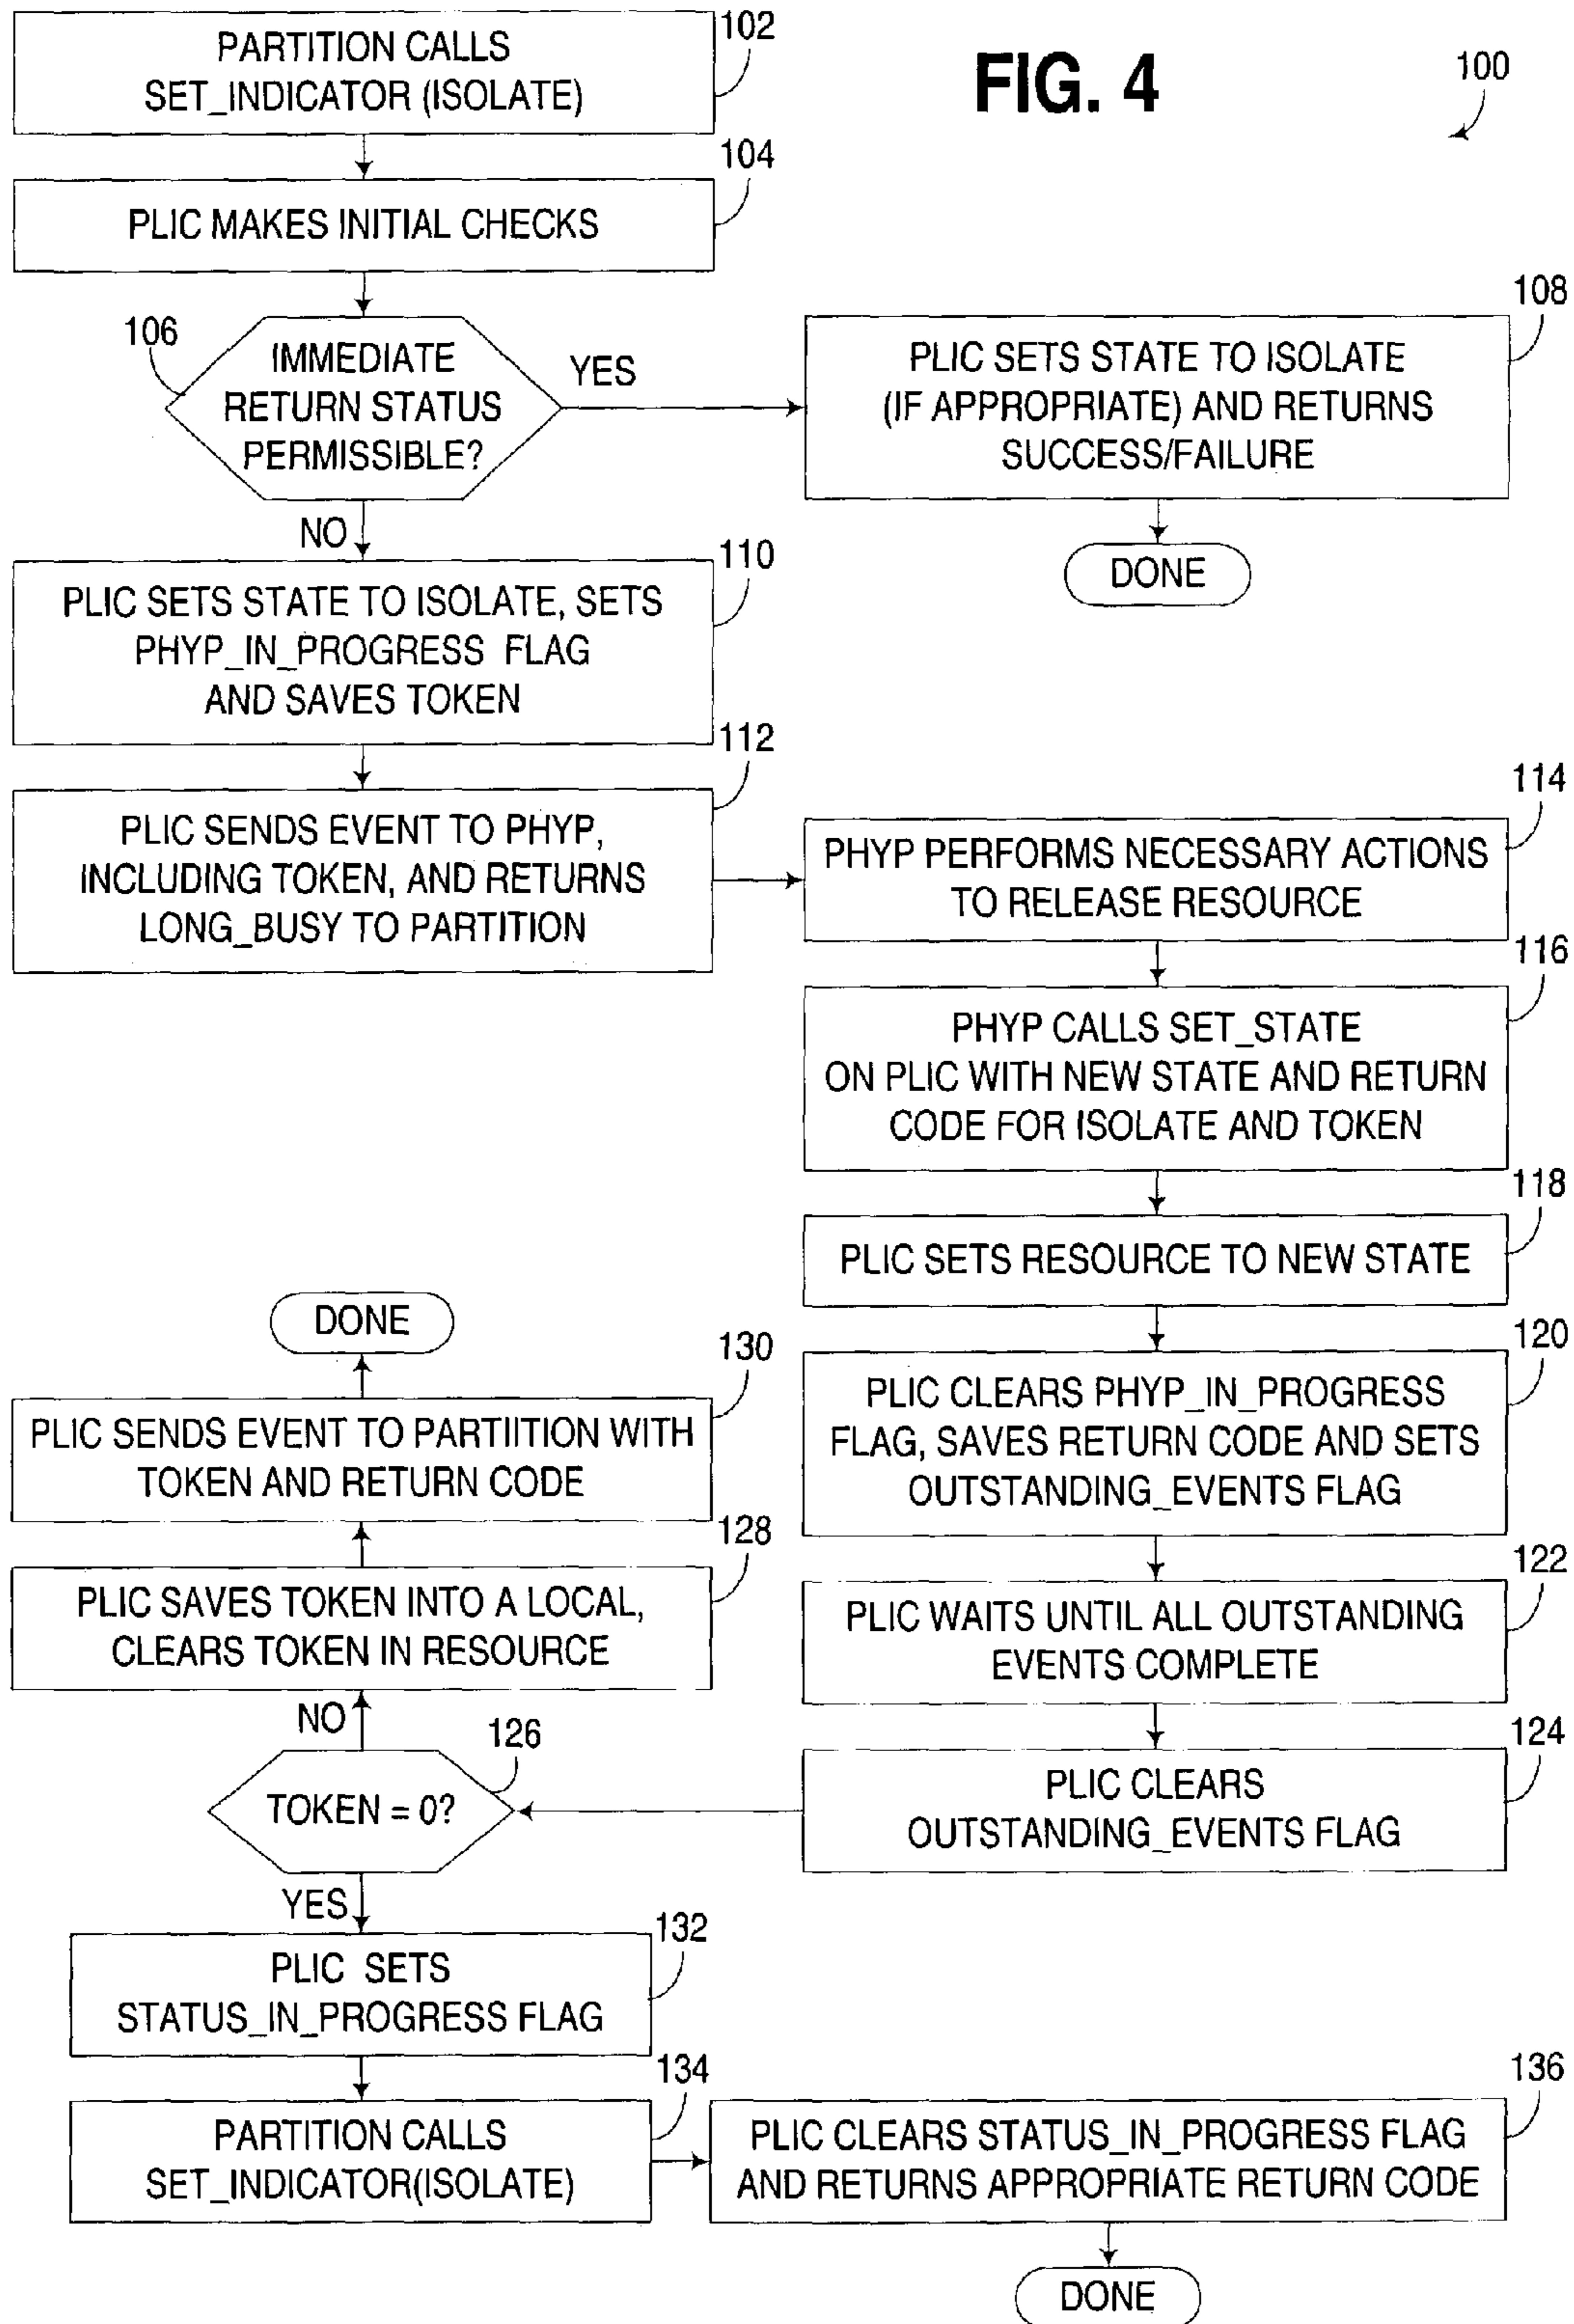 FIG. 4
100
102
PARTITION CALLS
SET_INDICATOR (ISOLATE)
104
PLIC MAKES INITIAL CHECKS
106
IMMEDIATE
RETURN STATUS
PERMISSIBLE?
YES
108
PLIC SETS STATE TO ISOLATE
(IF APPROPRIATE) AND RETURNS
SUCCESS/FAILURE
DONE
NO
110
PLIC SETS STATE TO ISOLATE, SETS
PHYP_IN_PROGRESS FLAG
AND SAVES TOKEN
112
PLIC SENDS EVENT TO PHYP,
INCLUDING TOKEN, AND RETURNS
LONG_BUSY TO PARTITION
114
PHYP PERFORMS NECESSARY ACTIONS
TO RELEASE RESOURCE
116
PHYP CALLS SET_STATE
ON PLIC WITH NEW STATE AND RETURN
CODE FOR ISOLATE AND TOKEN
118
PLIC SETS RESOURCE TO NEW STATE
120
PLIC CLEARS PHYP_IN_PROGRESS
FLAG, SAVES RETURN CODE AND SETS
OUTSTANDING_EVENTS FLAG
122
PLIC WAITS UNTIL ALL OUTSTANDING
EVENTS COMPLETE
124
PLIC CLEARS
OUTSTANDING_EVENTS FLAG
126
TOKEN = 0?
NO
128
PLIC SAVES TOKEN INTO A LOCAL,
CLEARS TOKEN IN RESOURCE
130
PLIC SENDS EVENT TO PARTIITION WITH
TOKEN AND RETURN CODE
DONE
YES
132
PLIC SETS
STATUS_IN_PROGRESS FLAG
134
PARTITION CALLS
SET_INDICATOR(ISOLATE)
136
PLIC CLEARS STATUS_IN_PROGRESS FLAG
AND RETURNS APPROPRIATE RETURN CODE
DONE